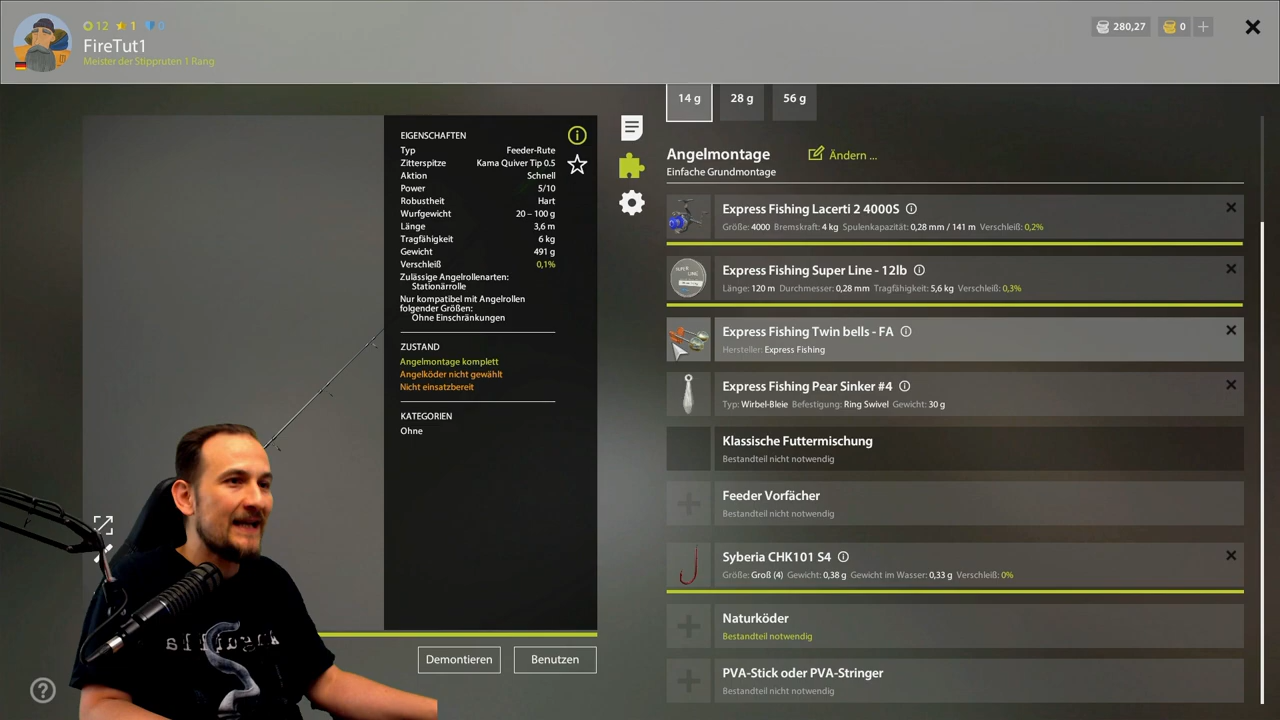 12 1 0
FireTut1
Meister der Stippruten 1 Rang
280,27
0
14 g
28 g
56 g
EIGENSCHAFTEN
Typ Feeder-Rute
Zitterspitze Kama Quiver Tip 0.5
Aktion Schnell
Power 5/10
Robustheit Hart
Wurfgewicht 20 – 100 g
Länge 3,6 m
Tragfähigkeit 6 kg
Gewicht 491 g
Verschleiß 0,1%
Zulässige Angelrollenarten:
Stationärrolle
Nur kompatibel mit Angelrollen
folgender Größen:
Ohne Einschränkungen
ZUSTAND
Angelmontage komplett
Angelköder nicht gewählt
Nicht einsatzbereit
KATEGORIEN
Ohne
Demontieren
Benutzen
Angelmontage
Ändern ...
Einfache Grundmontage
Express Fishing Lacerti 2 4000S
Größe: 4000 Bremskraft: 4 kg Spulenkapazität: 0,28 mm / 141 m Verschleiß: 0,2%
Express Fishing Super Line - 12lb
Länge: 120 m Durchmesser: 0,28 mm Tragfähigkeit: 5,6 kg Verschleiß: 0,3%
Express Fishing Twin bells - FA
Hersteller: Express Fishing
Express Fishing Pear Sinker #4
Typ: Wirbel-Bleie Befestigung: Ring Swivel Gewicht: 30 g
Klassische Futtermischung
Bestandteil nicht notwendig
Feeder Vorfächer
Bestandteil nicht notwendig
Syberia CHK101 S4
Größe: Groß (4) Gewicht: 0,38 g Gewicht im Wasser: 0,33 g Verschleiß: 0%
Naturköder
Bestandteil notwendig
PVA-Stick oder PVA-Stringer
Bestandteil nicht notwendig